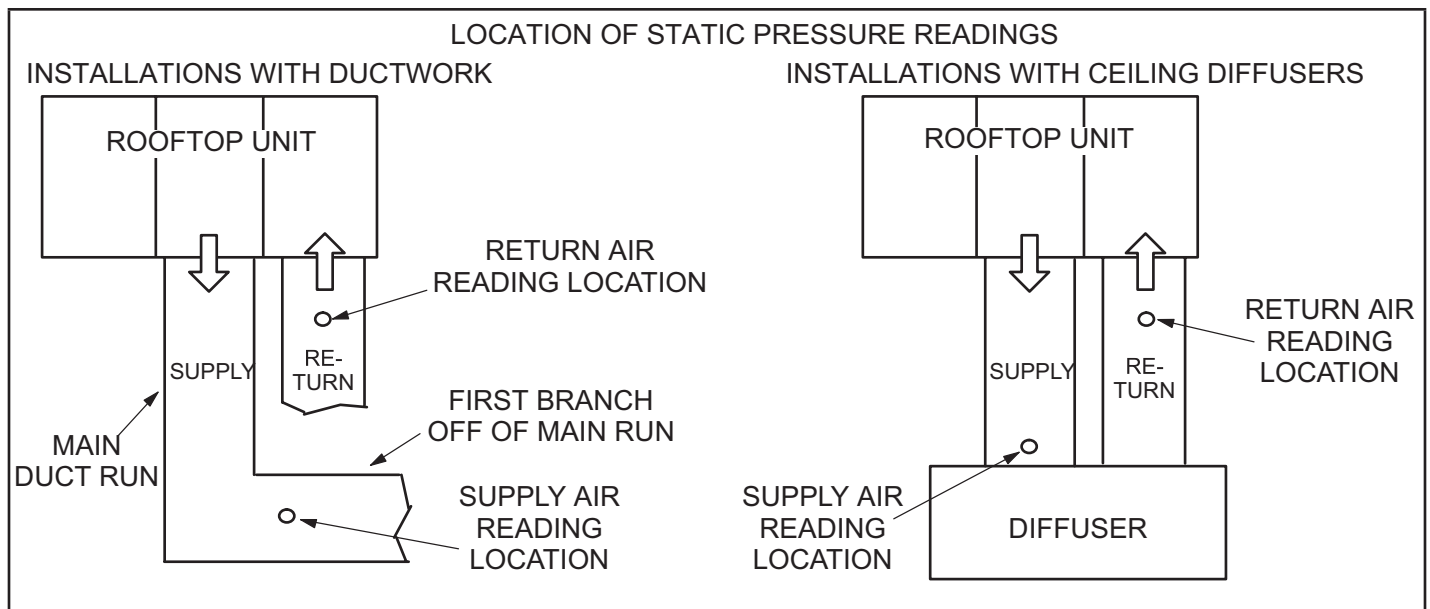 LOCATION OF STATIC PRESSURE READINGS
INSTALLATIONS WITH DUCTWORK
ROOFTOP UNIT
RETURN AIR
READING LOCATION
SUPPLY
RE-
TURN
MAIN
DUCT RUN
FIRST BRANCH
OFF OF MAIN RUN
SUPPLY AIR
READING
LOCATION
INSTALLATIONS WITH CEILING DIFFUSERS
ROOFTOP UNIT
RETURN AIR
READING
LOCATION
SUPPLY
RE-
TURN
SUPPLY AIR
READING
LOCATION
DIFFUSER